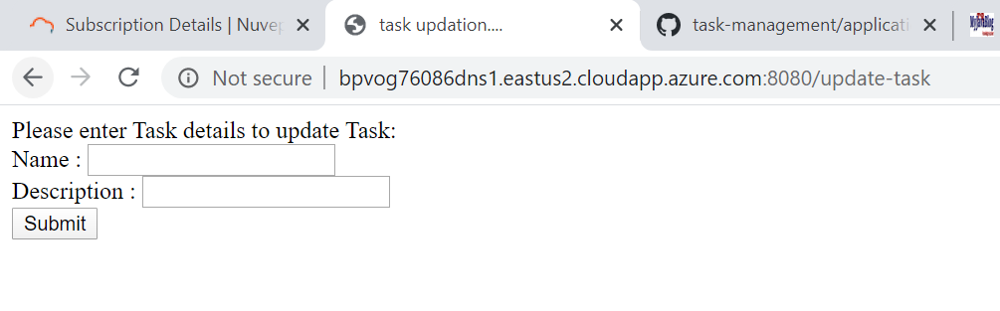 Subscription Details | Nuvep
task updation....
task-management/applicati
Not secure | bpvog76086dns1.eastus2.cloudapp.azure.com:8080/update-task
Please enter Task details to update Task:
Name :
Description :
Submit